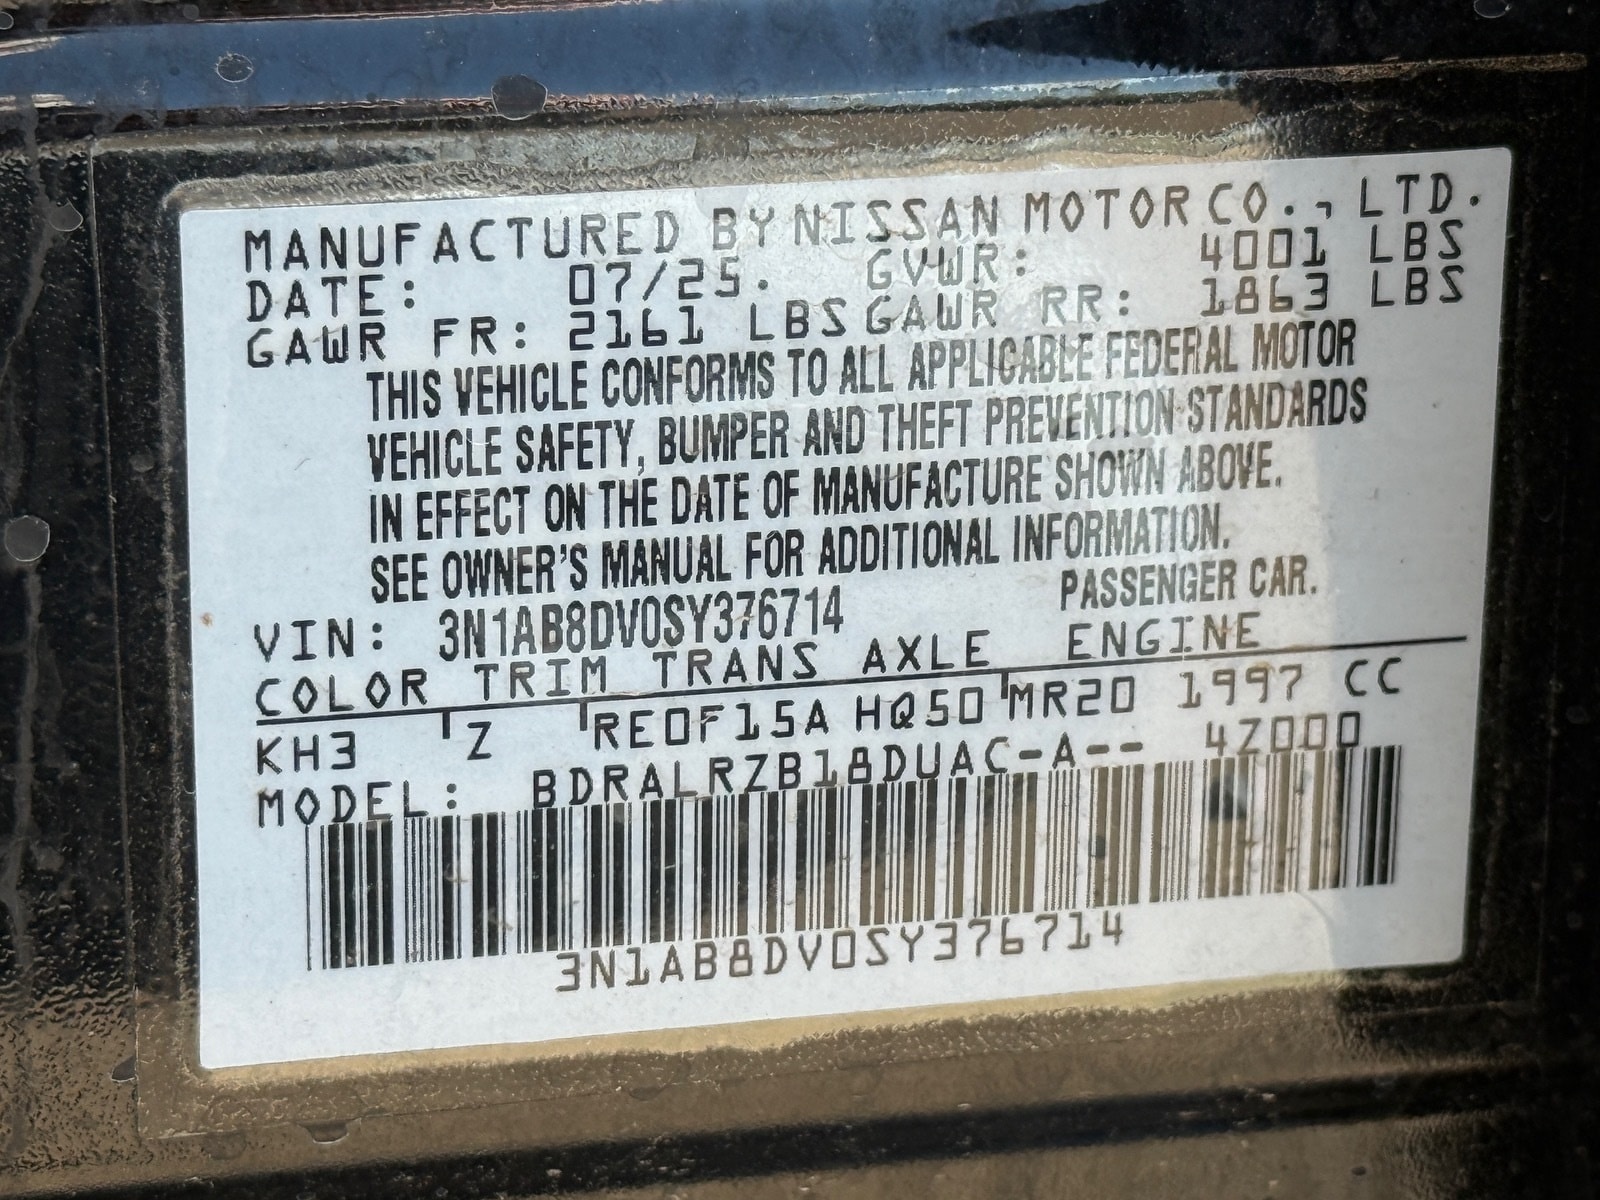 MANUFACTURED BY NISSAN MOTOR CO., LTD.
DATE: 07/25. GVWR: 4001 LBS
GAWR FR: 2161 LBS GAWR RR: 1863 LBS
THIS VEHICLE CONFORMS TO ALL APPLICABLE FEDERAL MOTOR
VEHICLE SAFETY, BUMPER AND THEFT PREVENTION STANDARDS
IN EFFECT ON THE DATE OF MANUFACTURE SHOWN ABOVE.
SEE OWNER'S MANUAL FOR ADDITIONAL INFORMATION.
VIN: 3N1AB8DV0SY376714 PASSENGER CAR.
COLOR TRIM TRANS AXLE ENGINE
KH3 Z RE0F15A HQ50 MR20 1997 CC
MODEL: BDRALRZB18DUAC-A-- 4Z000
3N1AB8DV0SY376714